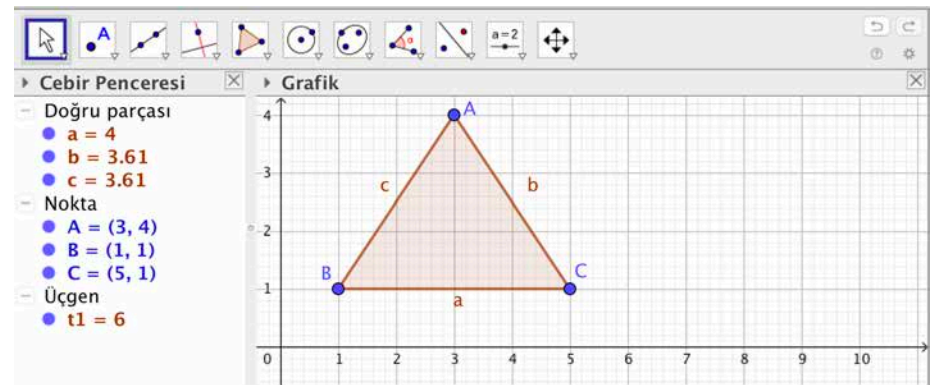 A
α
a=2
Cebir Penceresi
Doğru parçası
a = 4
b = 3.61
c = 3.61
Nokta
A = (3, 4)
B = (1, 1)
C = (5, 1)
Üçgen
t1 = 6
Grafik
4
3
2
1
0 1 2 3 4 5 6 7 8 9 10
A
c b
B C
a